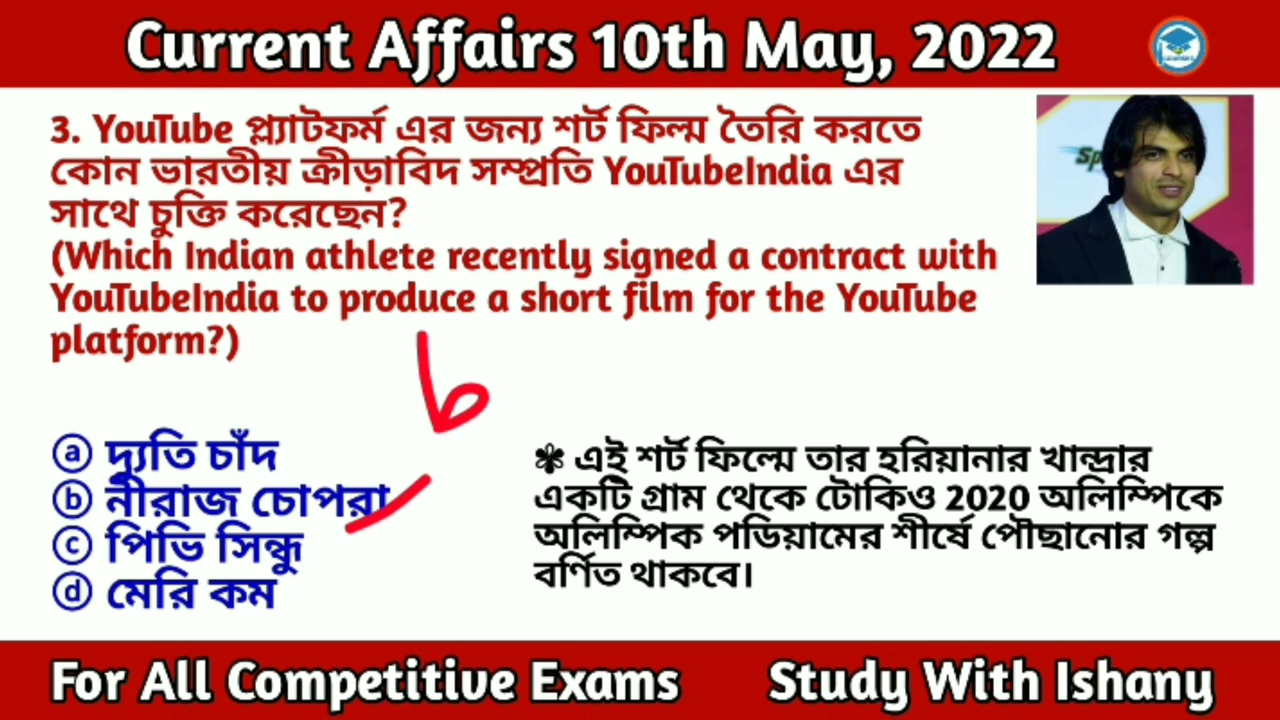 Current Affairs 10th May, 2022
3. YouTube প্ল্যাটফর্ম এর জন্য শর্ট ফিল্ম তৈরি করতে
কোন ভারতীয় ক্রীড়াবিদ সম্প্রতি YouTubeIndia এর
সাথে চুক্তি করেছেন?
(Which Indian athlete recently signed a contract with
YouTubeIndia to produce a short film for the YouTube
platform?)
b
ⓐ দ্যুতি চাঁদ
ⓑ নীরাজ চোপরা
ⓒ পিভি সিন্ধু
ⓓ মেরি কম
✾ এই শর্ট ফিল্মে তার হরিয়ানার খান্দ্রার
একটি গ্রাম থেকে টোকিও 2020 অলিম্পিকে
অলিম্পিক পডিয়ামের শীর্ষে পৌছানোর গল্প
বর্ণিত থাকবে।
For All Competitive Exams
Study With Ishany